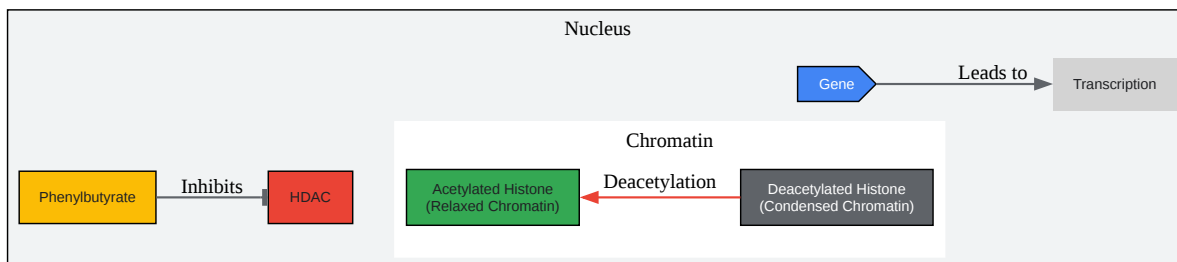 Nucleus
Gene
Leads to
Transcription
Chromatin
Phenylbutyrate
Inhibits
HDAC
Acetylated Histone
(Relaxed Chromatin)
Deacetylation
Deacetylated Histone
(Condensed Chromatin)